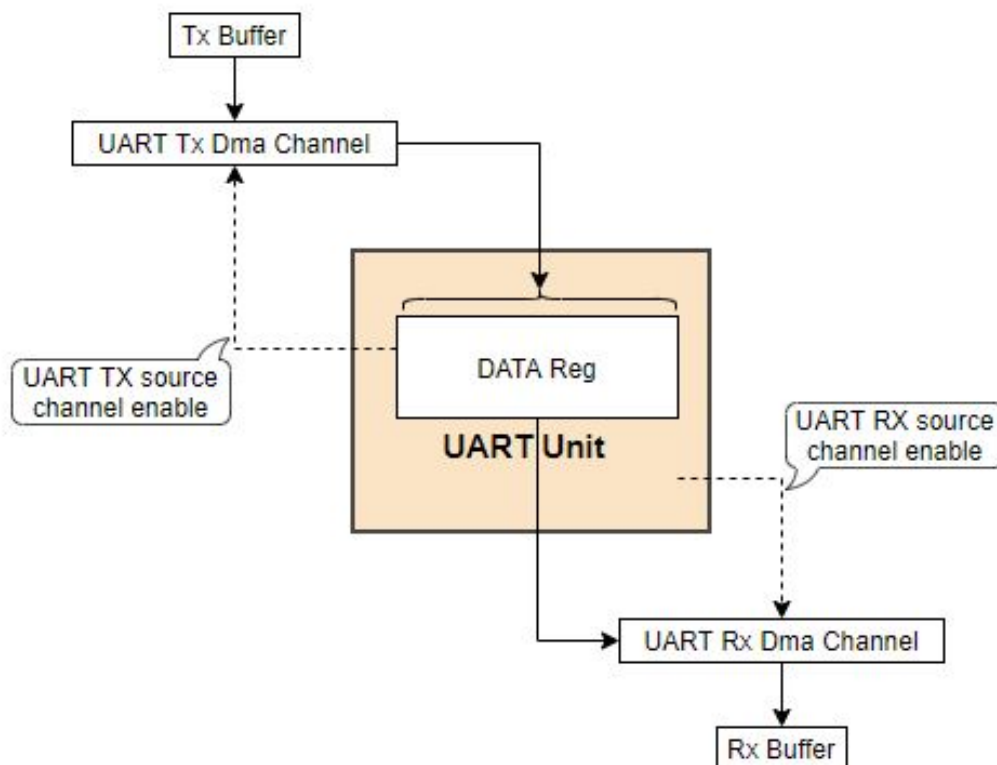 Tx Buffer
UART Tx Dma Channel
DATA Reg
UART TX source
channel enable
UART RX source
channel enable
UART Unit
UART Rx Dma Channel
Rx Buffer